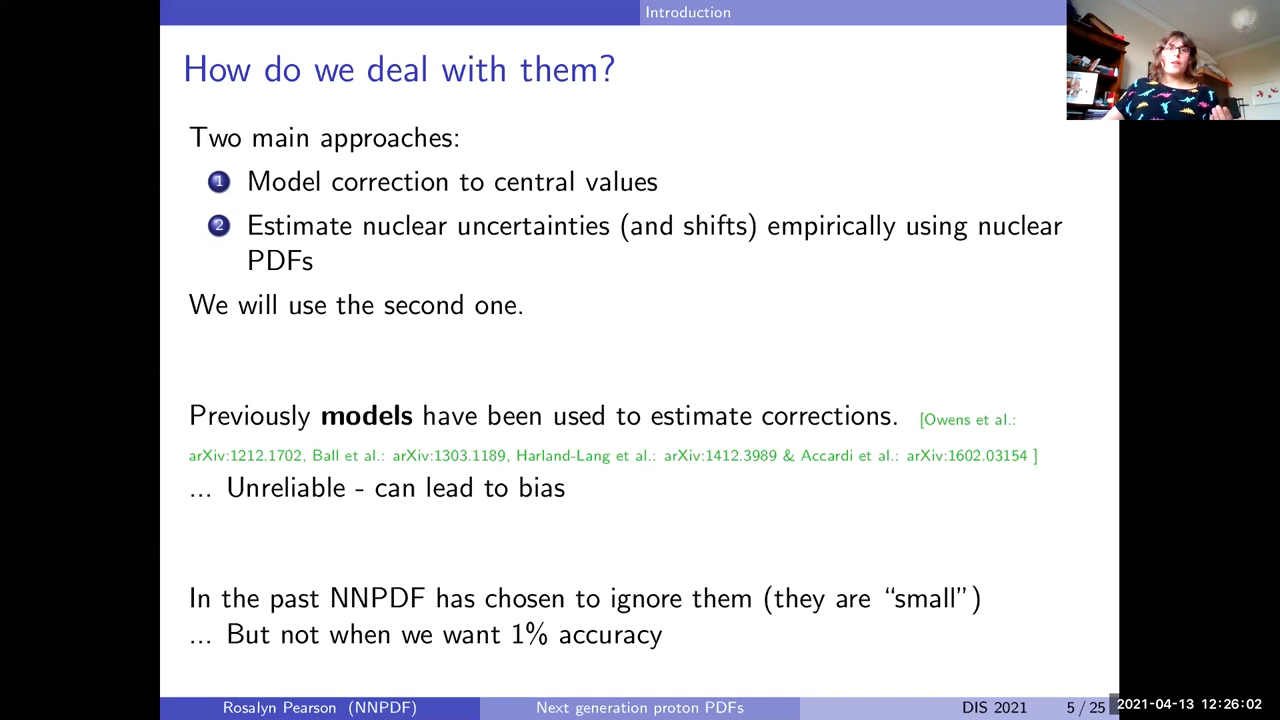 Introduction
How do we deal with them?
Two main approaches:
1 Model correction to central values
2 Estimate nuclear uncertainties (and shifts) empirically using nuclear
PDFs
We will use the second one.
Previously models have been used to estimate corrections. [Owens et al.:
arXiv:1212.1702, Ball et al.: arXiv:1303.1189, Harland-Lang et al.: arXiv:1412.3989 & Accardi et al.: arXiv:1602.03154 ]
... Unreliable - can lead to bias
In the past NNPDF has chosen to ignore them (they are “small”)
... But not when we want 1% accuracy
Rosalyn Pearson (NNPDF) Next generation proton PDFs DIS 2021 5 / 25 2021-04-13 12:26:02